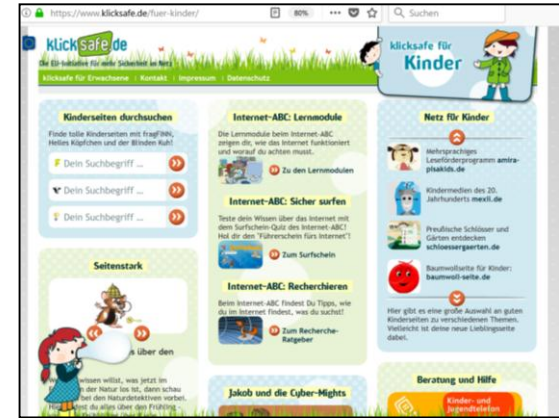 https://www.klicksafe.de/fuer-kinder/
80%
Suchen
klicksafe.de
Die EU-Initiative für mehr Sicherheit im Netz
klicksafe für Erwachsene | Kontakt | Impressum | Datenschutz
klicksafe für
Kinder
Kinderseiten durchsuchen
Finde tolle Kinderseiten mit fragFINN,
Helles Köpfchen und der Blinden Kuh!
Dein Suchbegriff ...
Dein Suchbegriff ...
Dein Suchbegriff ...
Seitenstark
s über den
wissen willst, was jetzt im
n der Natur los ist, dann schau
bei den Naturdetektiven vorbei.
du alles über den Frühling -
Internet-ABC: Lernmodule
Die Lernmodule beim Internet-ABC
zeigen dir, wie das Internet funktioniert
und worauf du achten musst.
Zu den Lernmodulen
Internet-ABC: Sicher surfen
Teste dein Wissen über das Internet mit
dem Surfschein-Quiz des Internet-ABC!
Hol dir den "Führerschein fürs Internet"!
Zum Surfschein
Internet-ABC: Recherchieren
Beim Internet-ABC findest Du Tipps, wie
du im Internet findest, was du suchst!
Zum Recherche-
Ratgeber
Jakob und die Cyber-Mights
Netz für Kinder
Mehrsprachiges
Leseförderprogramm amira-
pisakids.de
Kindermedien des 20.
Jahrhunderts mexli.de
Preußische Schlösser und
Gärten entdecken
schloessergaerten.de
Baumwollseite für Kinder:
baumwoll-seite.de
Hier gibt es eine große Auswahl an guten
Kinderseiten zu verschiedenen Themen.
Vielleicht ist deine neue Lieblingsseite
dabei.
Beratung und Hilfe
Kinder- und
Jugendtelefon